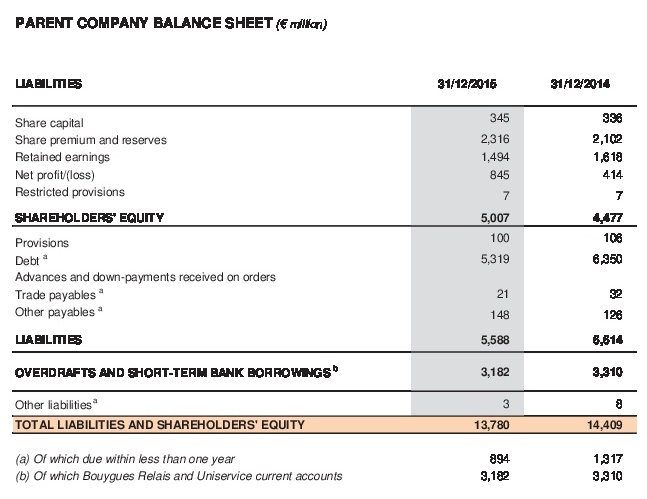 PARENT COMPANY BALANCE SHEET (€ million)
LIABILITIES 31/12/2015 31/12/2014
Share capital 345 336
Share premium and reserves 2,316 2,102
Retained earnings 1,494 1,618
Net profit/(loss) 845 414
Restricted provisions 7 7
SHAREHOLDERS' EQUITY 5,007 4,477
Provisions 100 106
Debt a 5,319 6,350
Advances and down-payments received on orders
Trade payables a 21 32
Other payables a 148 126
LIABILITIES 5,588 6,614
OVERDRAFTS AND SHORT-TERM BANK BORROWINGS b 3,182 3,310
Other liabilities a 3 8
TOTAL LIABILITIES AND SHAREHOLDERS' EQUITY 13,780 14,409
(a) Of which due within less than one year 894 1,317
(b) Of which Bouygues Relais and Uniservice current accounts 3,182 3,310